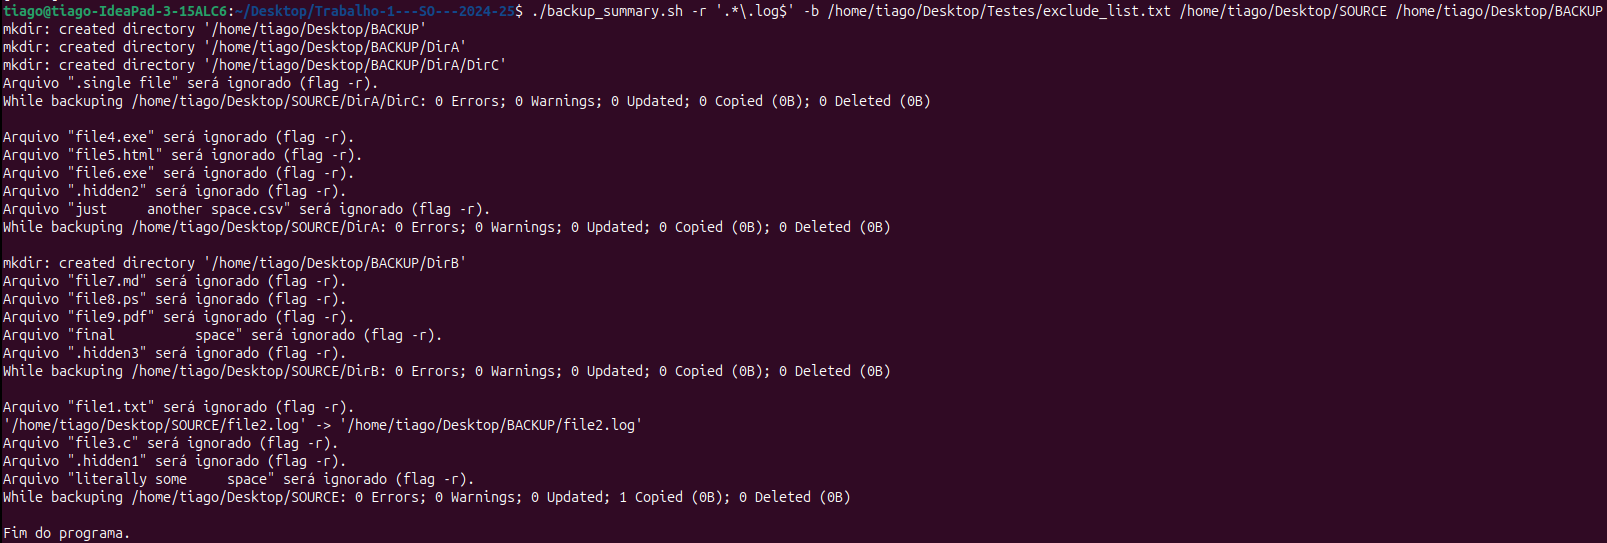 tiago@tiago-IdeaPad-3-15ALC6:~/Desktop/Trabalho-1---SO---2024-25$ ./backup_summary.sh -r '.*\.log$' -b /home/tiago/Desktop/Testes/exclude_list.txt /home/tiago/Desktop/SOURCE /home/tiago/Desktop/BACKUP
mkdir: created directory '/home/tiago/Desktop/BACKUP'
mkdir: created directory '/home/tiago/Desktop/BACKUP/DirA'
mkdir: created directory '/home/tiago/Desktop/BACKUP/DirA/DirC'
Arquivo ".single file" será ignorado (flag -r).
While backuping /home/tiago/Desktop/SOURCE/DirA/DirC: 0 Errors; 0 Warnings; 0 Updated; 0 Copied (0B); 0 Deleted (0B)

Arquivo "file4.exe" será ignorado (flag -r).
Arquivo "file5.html" será ignorado (flag -r).
Arquivo "file6.exe" será ignorado (flag -r).
Arquivo ".hidden2" será ignorado (flag -r).
Arquivo "just     another space.csv" será ignorado (flag -r).
While backuping /home/tiago/Desktop/SOURCE/DirA: 0 Errors; 0 Warnings; 0 Updated; 0 Copied (0B); 0 Deleted (0B)

mkdir: created directory '/home/tiago/Desktop/BACKUP/DirB'
Arquivo "file7.md" será ignorado (flag -r).
Arquivo "file8.ps" será ignorado (flag -r).
Arquivo "file9.pdf" será ignorado (flag -r).
Arquivo "final          space" será ignorado (flag -r).
Arquivo ".hidden3" será ignorado (flag -r).
While backuping /home/tiago/Desktop/SOURCE/DirB: 0 Errors; 0 Warnings; 0 Updated; 0 Copied (0B); 0 Deleted (0B)

Arquivo "file1.txt" será ignorado (flag -r).
'/home/tiago/Desktop/SOURCE/file2.log' -> '/home/tiago/Desktop/BACKUP/file2.log'
Arquivo "file3.c" será ignorado (flag -r).
Arquivo ".hidden1" será ignorado (flag -r).
Arquivo "literally some     space" será ignorado (flag -r).
While backuping /home/tiago/Desktop/SOURCE: 0 Errors; 0 Warnings; 0 Updated; 1 Copied (0B); 0 Deleted (0B)

Fim do programa.